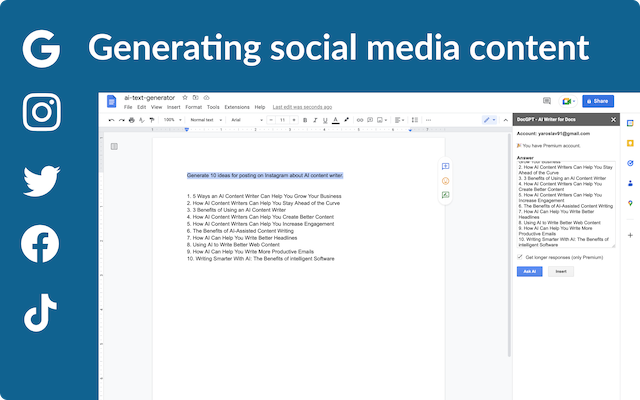 Generating social media content
ai-text-generator
File Edit View Insert Format Tools Extensions Help Last edit was seconds ago
Share
100% Normal text Arial 11 B I U A
DocGPT - AI Writer for Docs
Account: yaroslav91@gmail.com
You have Premium account.
Generate 10 ideas for posting on Instagram about AI content writer.
1. 5 Ways an AI Content Writer Can Help You Grow Your Business
2. How AI Content Writers Can Help You Stay Ahead of the Curve
3. 3 Benefits of Using an AI Content Writer
4. How AI Content Writers Can Help You Create Better Content
5. How AI Content Writers Can Help You Increase Engagement
6. The Benefits of AI-Assisted Content Writing
7. How AI Can Help You Write Better Headlines
8. Using AI to Write Better Web Content
9. How AI Can Help You Write More Productive Emails
10. Writing Smarter With AI: The Benefits of Intelligent Software
Answer
Grow Your Business
2. How AI Content Writers Can Help You Stay
Ahead of the Curve
3. 3 Benefits of Using an AI Content Writer
4. How AI Content Writers Can Help You
Create Better Content
5. How AI Content Writers Can Help You
Increase Engagement
6. The Benefits of AI-Assisted Content Writing
7. How AI Can Help You Write Better
Headlines
8. Using AI to Write Better Web Content
9. How AI Can Help You Write More
Productive Emails
10. Writing Smarter With AI: The Benefits of
Intelligent Software
Get longer responses (only Premium)
Ask AI Insert